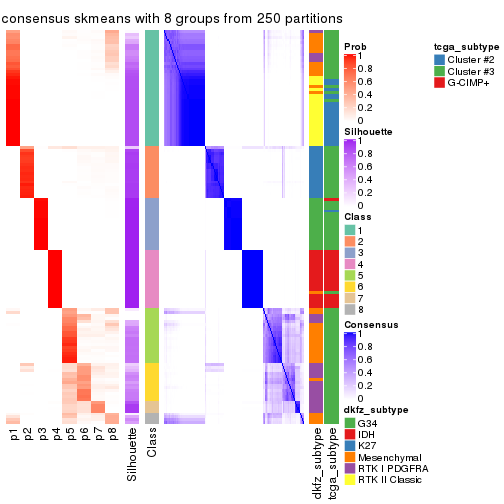 consensus skmeans with 8 groups from 250 partitions
p1
p2
p3
p4
p5
p6
p7
p8
Silhouette
Class
dkfz_subtype
tcga_subtype
Prob
0.8
0.6
0.4
0.2
0
1
Silhouette
1
0.8
0.6
0.4
0.2
0
Class
1
2
3
4
5
6
7
8
Consensus
1
0.8
0.6
0.4
0.2
0
dkfz_subtype
G34
IDH
K27
Mesenchymal
RTK I PDGFRA
RTK II Classic
tcga_subtype
Cluster #2
Cluster #3
G-CIMP+